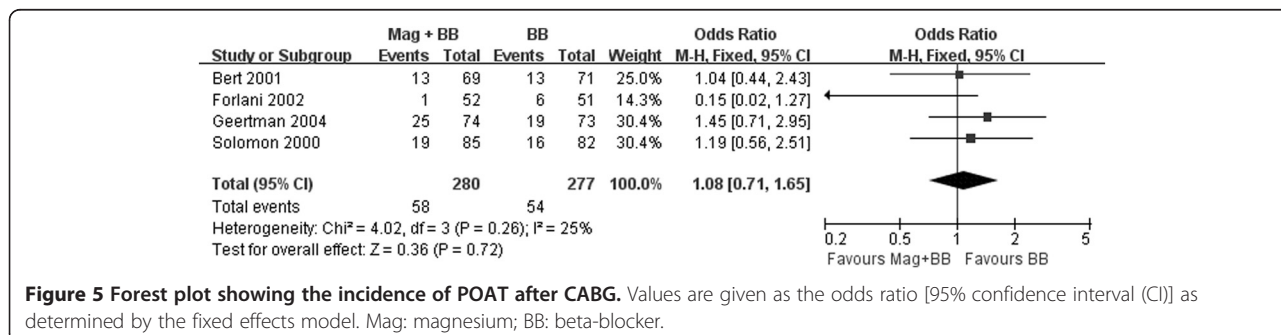 Mag + BB BB Odds Ratio Odds Ratio
Study or Subgroup Events Total Events Total Weight M-H, Fixed, 95% CI M-H, Fixed, 95% CI
Bert 2001 13 69 13 71 25.0% 1.04 [0.44, 2.43]
Forlani 2002 1 52 6 51 14.3% 0.15 [0.02, 1.27]
Geertman 2004 25 74 19 73 30.4% 1.45 [0.71, 2.95]
Solomon 2000 19 85 16 82 30.4% 1.19 [0.56, 2.51]
Total (95% CI) 280 277 100.0% 1.08 [0.71, 1.65]
Total events 58 54
Heterogeneity: Chi² = 4.02, df = 3 (P = 0.26); I² = 25%
Test for overall effect: Z = 0.36 (P = 0.72)
0.2 0.5 1 2 5
Favours Mag+BB Favours BB
Figure 5 Forest plot showing the incidence of POAT after CABG. Values are given as the odds ratio [95% confidence interval (CI)] as
determined by the fixed effects model. Mag: magnesium; BB: beta-blocker.